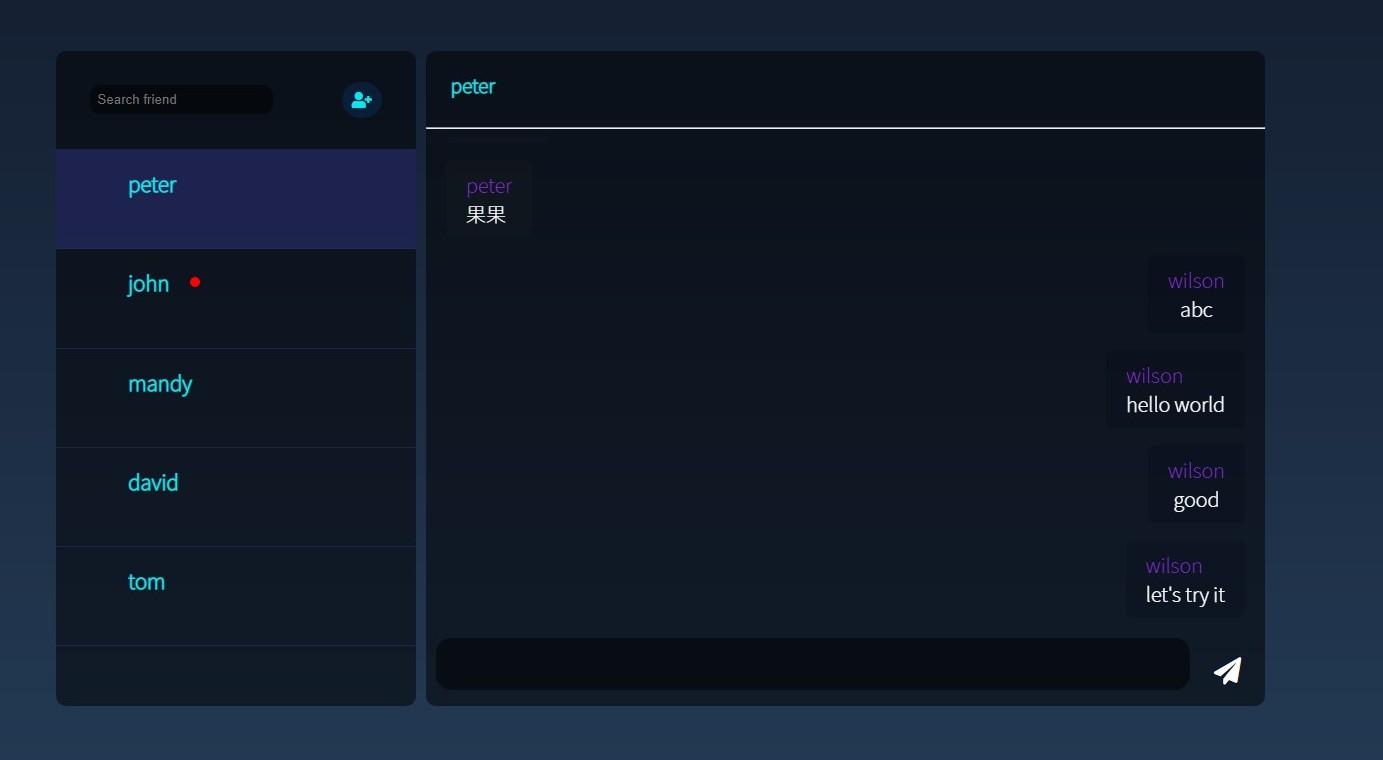 Search friend
peter
john
mandy
david
tom
peter
peter
果果
wilson
abc
wilson
hello world
wilson
good
wilson
let's try it